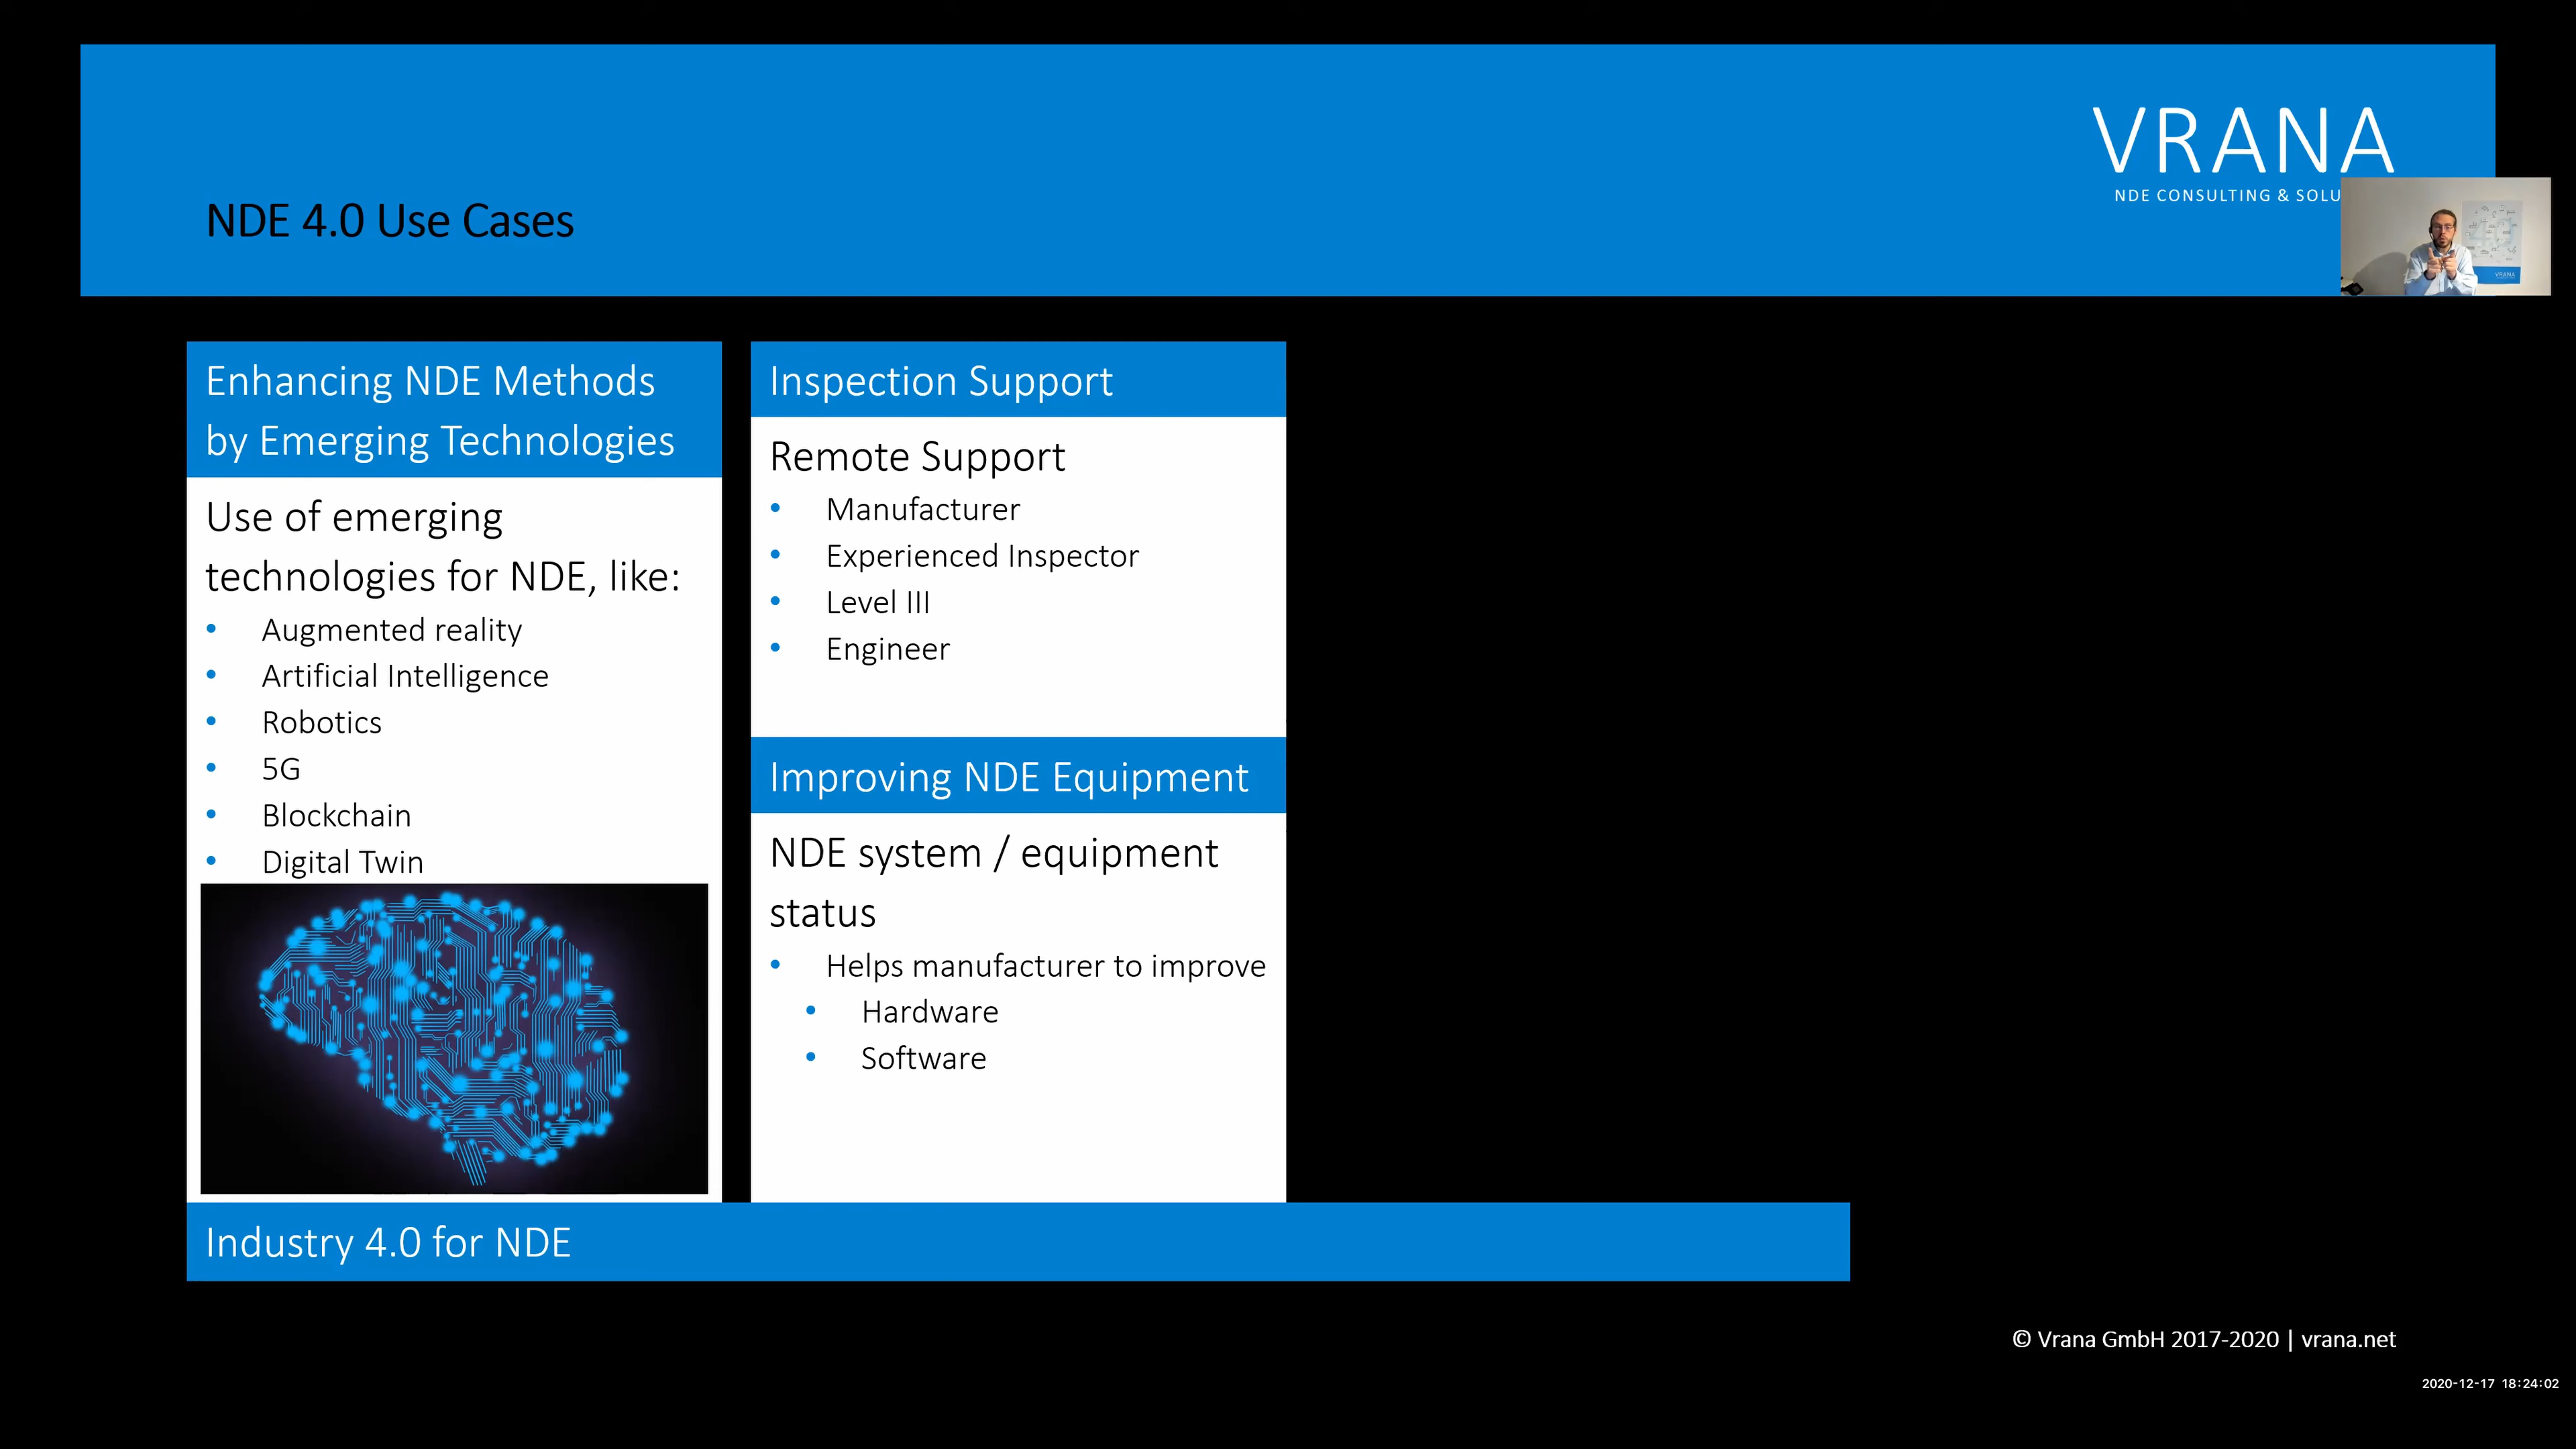 VRANA
NDE CONSULTING & SOLU
NDE 4.0 Use Cases
VRANA
Enhancing NDE Methods
by Emerging Technologies
Use of emerging
technologies for NDE, like:
• Augmented reality
• Artificial Intelligence
• Robotics
• 5G
• Blockchain
• Digital Twin
Inspection Support
Remote Support
• Manufacturer
• Experienced Inspector
• Level III
• Engineer
Improving NDE Equipment
NDE system / equipment
status
• Helps manufacturer to improve
• Hardware
• Software
Industry 4.0 for NDE
© Vrana GmbH 2017-2020 | vrana.net
2020-12-17 18:24:02